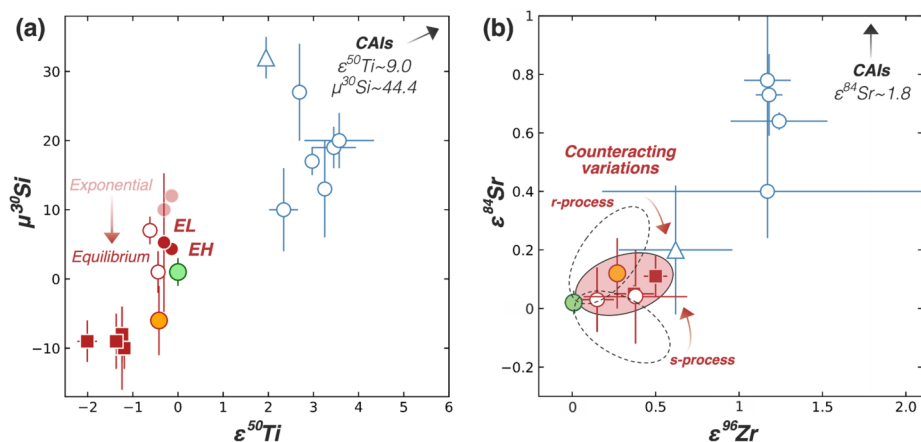 (a)
CAIs
ε⁵⁰Ti~9.0
μ³⁰Si~44.4
Exponential
Equilibrium
EL
EH
μ³⁰Si
30
20
10
0
−10
−2
−1
0
1
2
3
4
5
6
ε⁵⁰Ti
(b)
CAIs
ε⁸⁴Sr~1.8
Counteracting
variations
r-process
s-process
ε⁸⁴Sr
1
0.8
0.6
0.4
0.2
0
−0.2
0
0.5
1
1.5
2
ε⁹⁶Zr